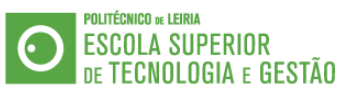 POLITÉCNICO DE LEIRIA
ESCOLA SUPERIOR
DE TECNOLOGIA E GESTÃO